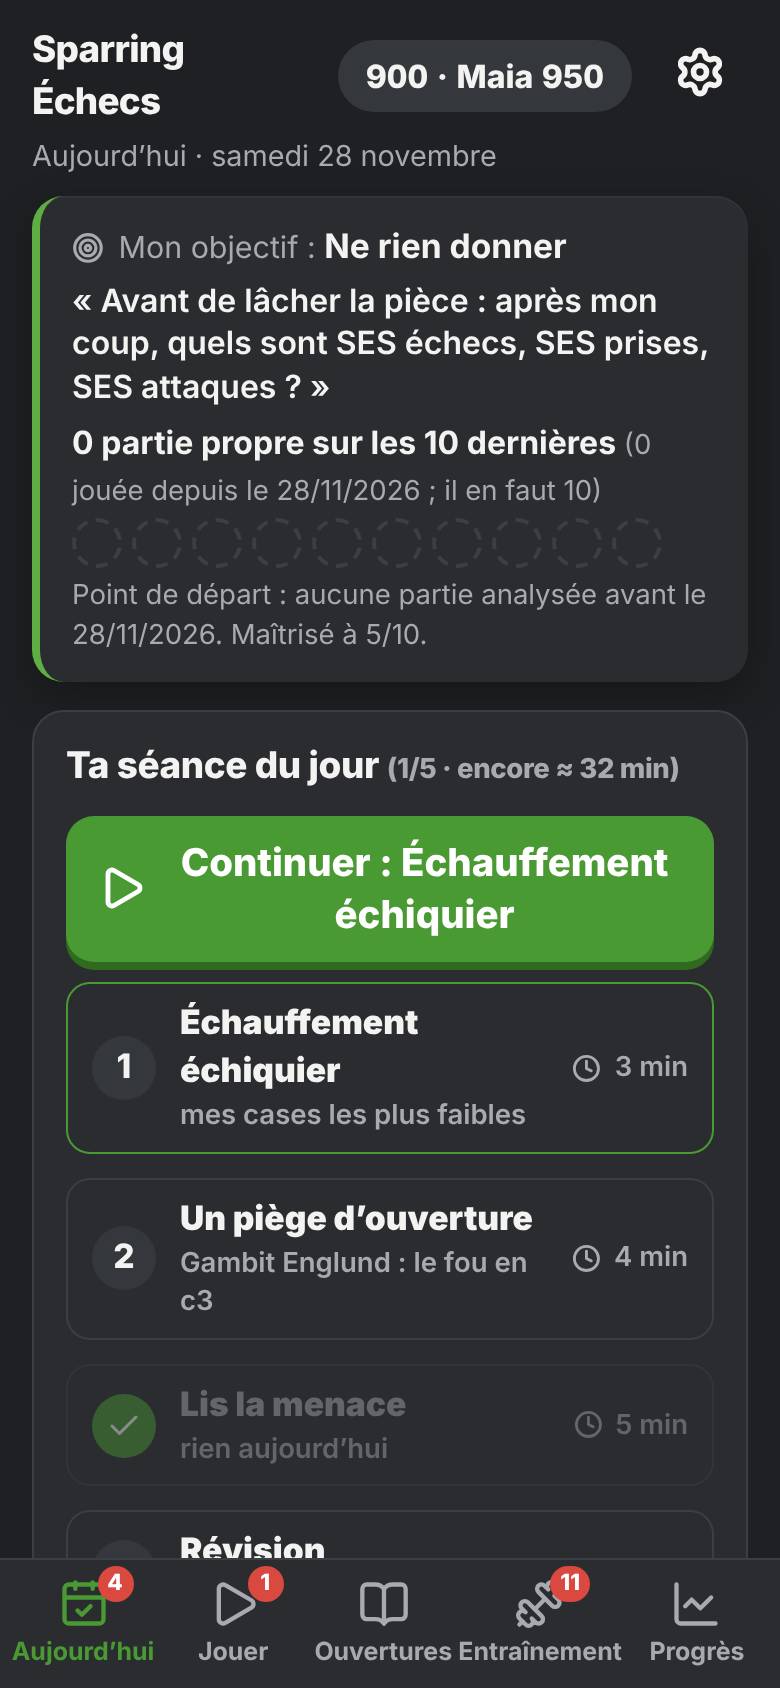 Sparring
Échecs
900 · Maia 950
Aujourd’hui · samedi 28 novembre
Mon objectif : Ne rien donner
« Avant de lâcher la pièce : après mon
coup, quels sont SES échecs, SES prises,
SES attaques ? »
0 partie propre sur les 10 dernières (0
jouée depuis le 28/11/2026 ; il en faut 10)
Point de départ : aucune partie analysée avant le
28/11/2026. Maîtrisé à 5/10.
Ta séance du jour (1/5 · encore ≈ 32 min)
Continuer : Échauffement
échiquier
1
Échauffement
échiquier
mes cases les plus faibles
3 min
2
Un piège d’ouverture
Gambit Englund : le fou en
c3
4 min
Lis la menace
rien aujourd’hui
5 min
Révision
4
Aujourd’hui
1
Jouer
Ouvertures
11
Entraînement
Progrès